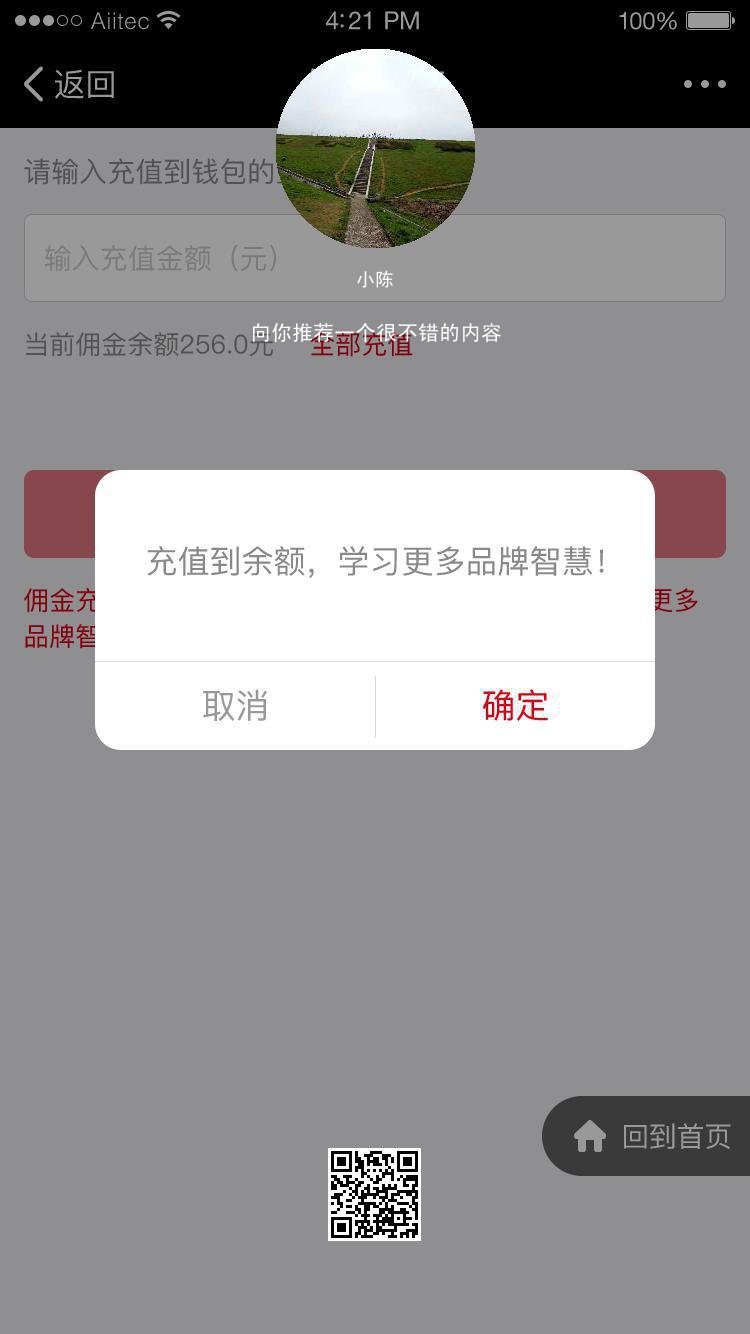 Aiitec
4:21 PM
100%
返回
请输入充值到钱包的
输入充值金额（元）
小陈
向你推荐一个很不错的内容
当前佣金余额256.0元
全部充值
充值到余额，学习更多品牌智慧！
佣金充
更多
品牌智
取消
确定
回到首页